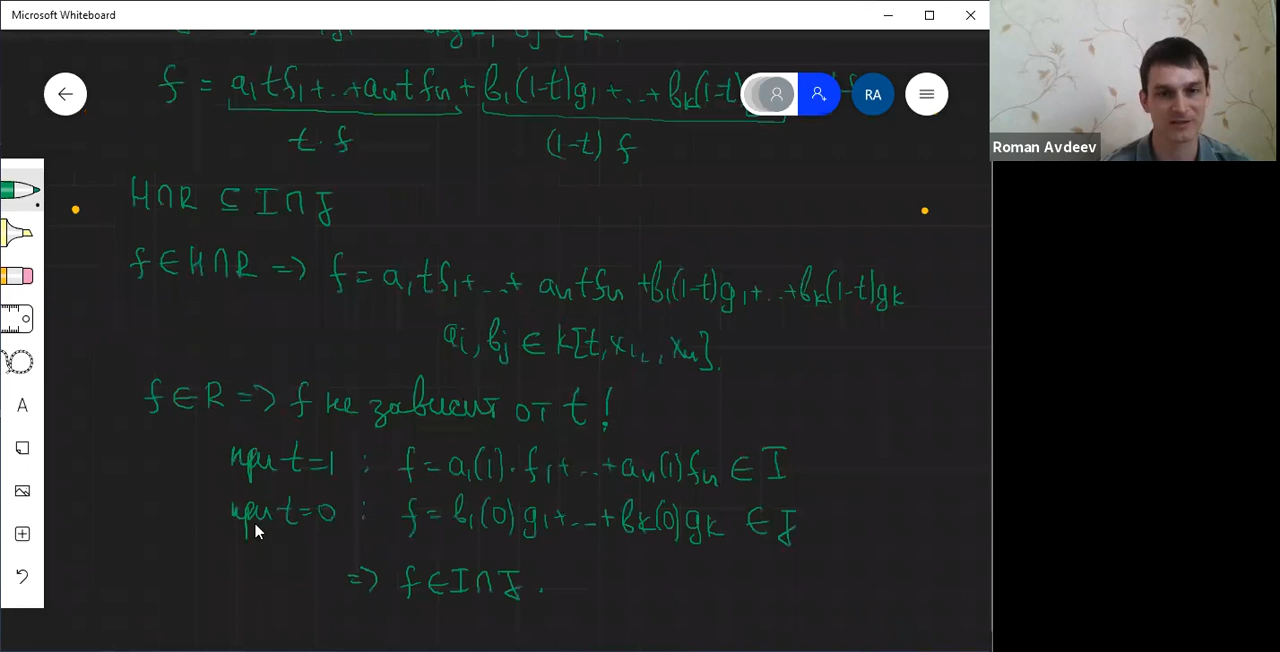 Microsoft Whiteboard
f = a₁tf₁+..+aₙtfₙ + b₁(1-t)g₁+..+bₖ(1-t)
RA
t·f (1-t) f
Roman Avdeev
H∩R ⊆ I∩J
f∈H∩R => f = a₁tf₁+...+ aₙtfₙ +b₁(1-t)g₁+..+bₖ(1-t)gₖ
aᵢ, bⱼ ∈ K[t, x₁, .., xₙ].
f∈R => f не зависит от t!
при t=1 : f = a₁(1)·f₁+...+aₙ(1)fₙ ∈ I
при t=0 : f = b₁(0)g₁+...+bₖ(0)gₖ ∈ J
=> f∈I∩J.
A